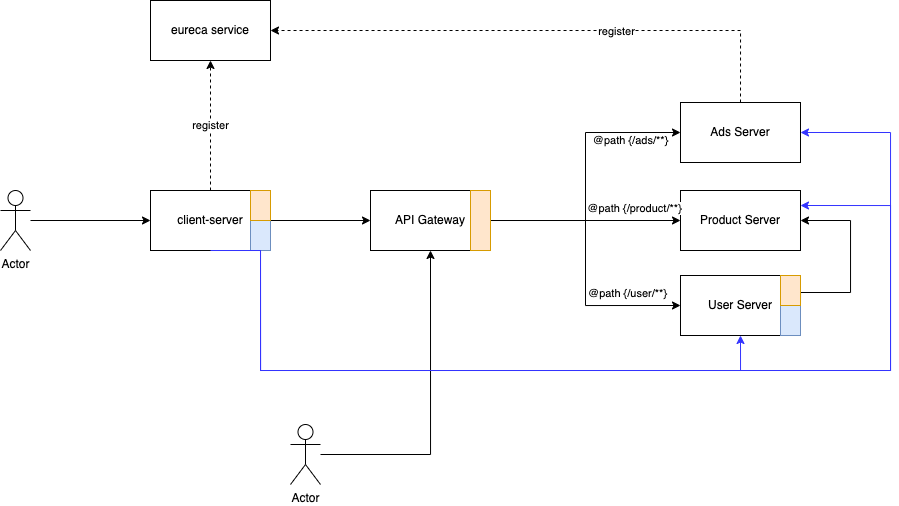 eureca service
register
register
Ads Server
@path {/ads/**}
client-server
API Gateway
@path {/product/**}
Product Server
Actor
@path {/user/**}
User Server
Actor